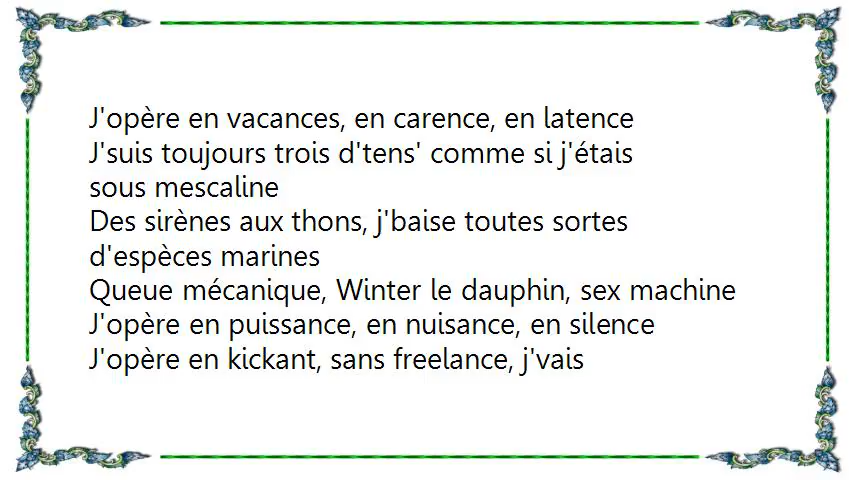 J'opère en vacances, en carence, en latence
J'suis toujours trois d'tens' comme si j'étais
sous mescaline
Des sirènes aux thons, j'baise toutes sortes
d'espèces marines
Queue mécanique, Winter le dauphin, sex machine
J'opère en puissance, en nuisance, en silence
J'opère en kickant, sans freelance, j'vais